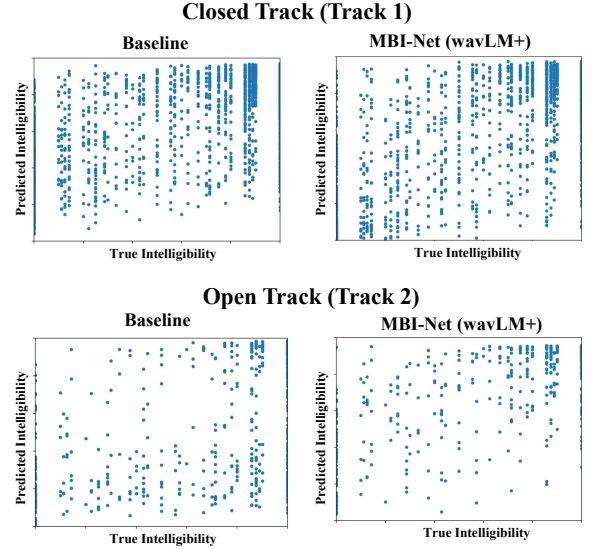 Closed Track (Track 1)
Baseline
MBI-Net (wavLM+)
Predicted Intelligibility
True Intelligibility
Predicted Intelligibility
True Intelligibility
Open Track (Track 2)
Baseline
MBI-Net (wavLM+)
Predicted Intelligibility
True Intelligibility
Predicted Intelligibility
True Intelligibility